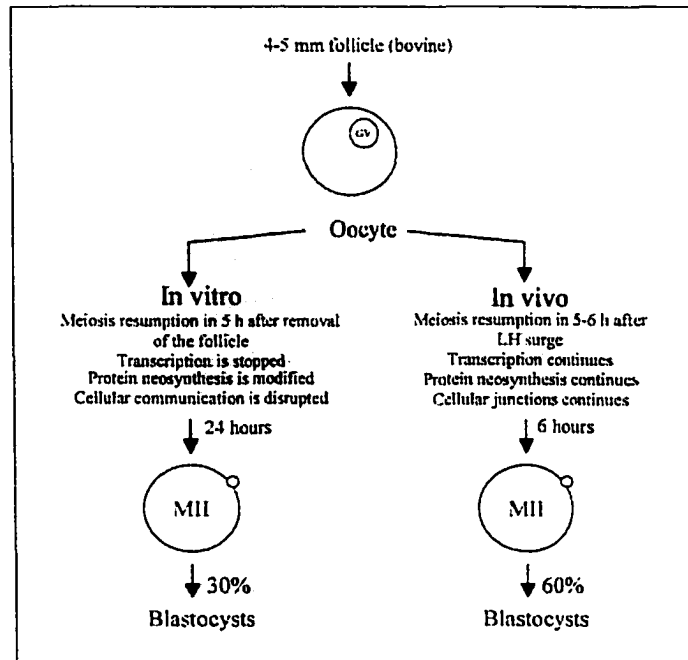 4-5 mm follicle (bovine)
GV
Oocyte
In vitro
Meiosis resumption in 5 h after removal
of the follicle
Transcription is stopped
Protein neosynthesis is modified
Cellular communication is disrupted
24 hours
MII
30%
Blastocysts
In vivo
Meiosis resumption in 5-6 h after
LH surge
Transcription continues
Protein neosynthesis continues
Cellular junctions continues
6 hours
MII
60%
Blastocysts